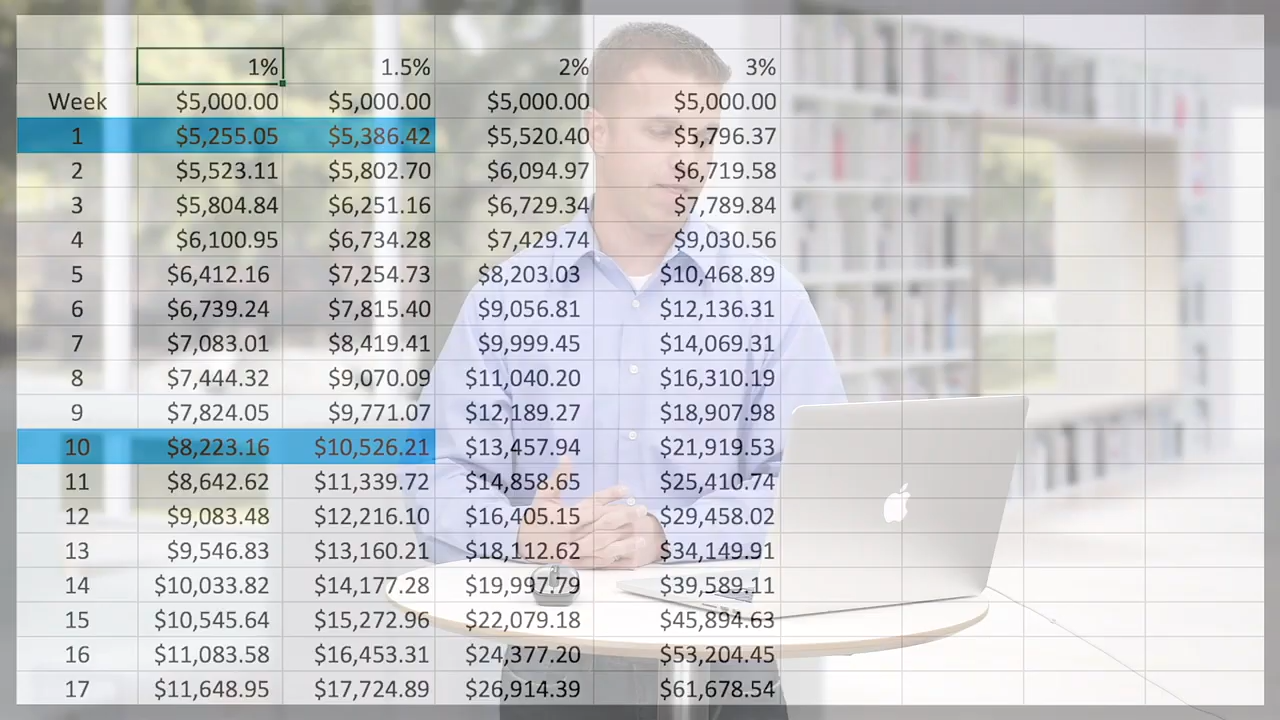 1% 1.5% 2% 3%
Week $5,000.00 $5,000.00 $5,000.00 $5,000.00
1 $5,255.05 $5,386.42 $5,520.40 $5,796.37
2 $5,523.11 $5,802.70 $6,094.97 $6,719.58
3 $5,804.84 $6,251.16 $6,729.34 $7,789.84
4 $6,100.95 $6,734.28 $7,429.74 $9,030.56
5 $6,412.16 $7,254.73 $8,203.03 $10,468.89
6 $6,739.24 $7,815.40 $9,056.81 $12,136.31
7 $7,083.01 $8,419.41 $9,999.45 $14,069.31
8 $7,444.32 $9,070.09 $11,040.20 $16,310.19
9 $7,824.05 $9,771.07 $12,189.27 $18,907.98
10 $8,223.16 $10,526.21 $13,457.94 $21,919.53
11 $8,642.62 $11,339.72 $14,858.65 $25,410.74
12 $9,083.48 $12,216.10 $16,405.15 $29,458.02
13 $9,546.83 $13,160.21 $18,112.62 $34,149.91
14 $10,033.82 $14,177.28 $19,997.79 $39,589.11
15 $10,545.64 $15,272.96 $22,079.18 $45,894.63
16 $11,083.58 $16,453.31 $24,377.20 $53,204.45
17 $11,648.95 $17,724.89 $26,914.39 $61,678.54